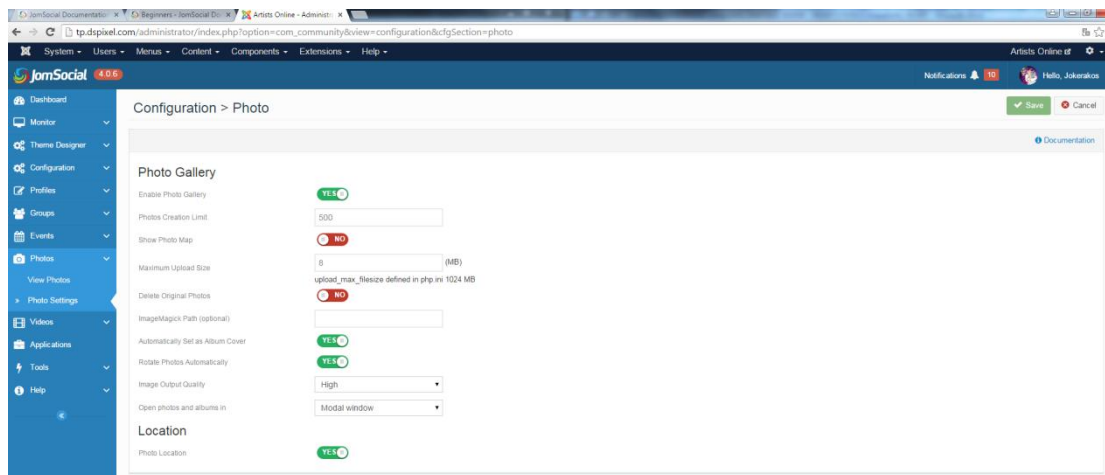 JomSocial Documentation
Beginners - JomSocial Do
Artists Online - Administ
tp.dspixel.com/administrator/index.php?option=com_community&view=configuration&cfgSection=photo
System Users Menus Content Components Extensions Help
Artists Online
JomSocial 4.0.6
Notifications 10
Hello, Jokerakos
Dashboard
Monitor
Theme Designer
Configuration
Profiles
Groups
Events
Photos
View Photos
» Photo Settings
Videos
Applications
Tools
Help
Configuration > Photo
Save
Cancel
Documentation
Photo Gallery
Enable Photo Gallery YES
Photos Creation Limit 500
Show Photo Map NO
Maximum Upload Size 8 (MB)
upload_max_filesize defined in php.ini 1024 MB
Delete Original Photos NO
ImageMagick Path (optional)
Automatically Set as Album Cover YES
Rotate Photos Automatically YES
Image Output Quality High
Open photos and albums in Modal window
Location
Photo Location YES